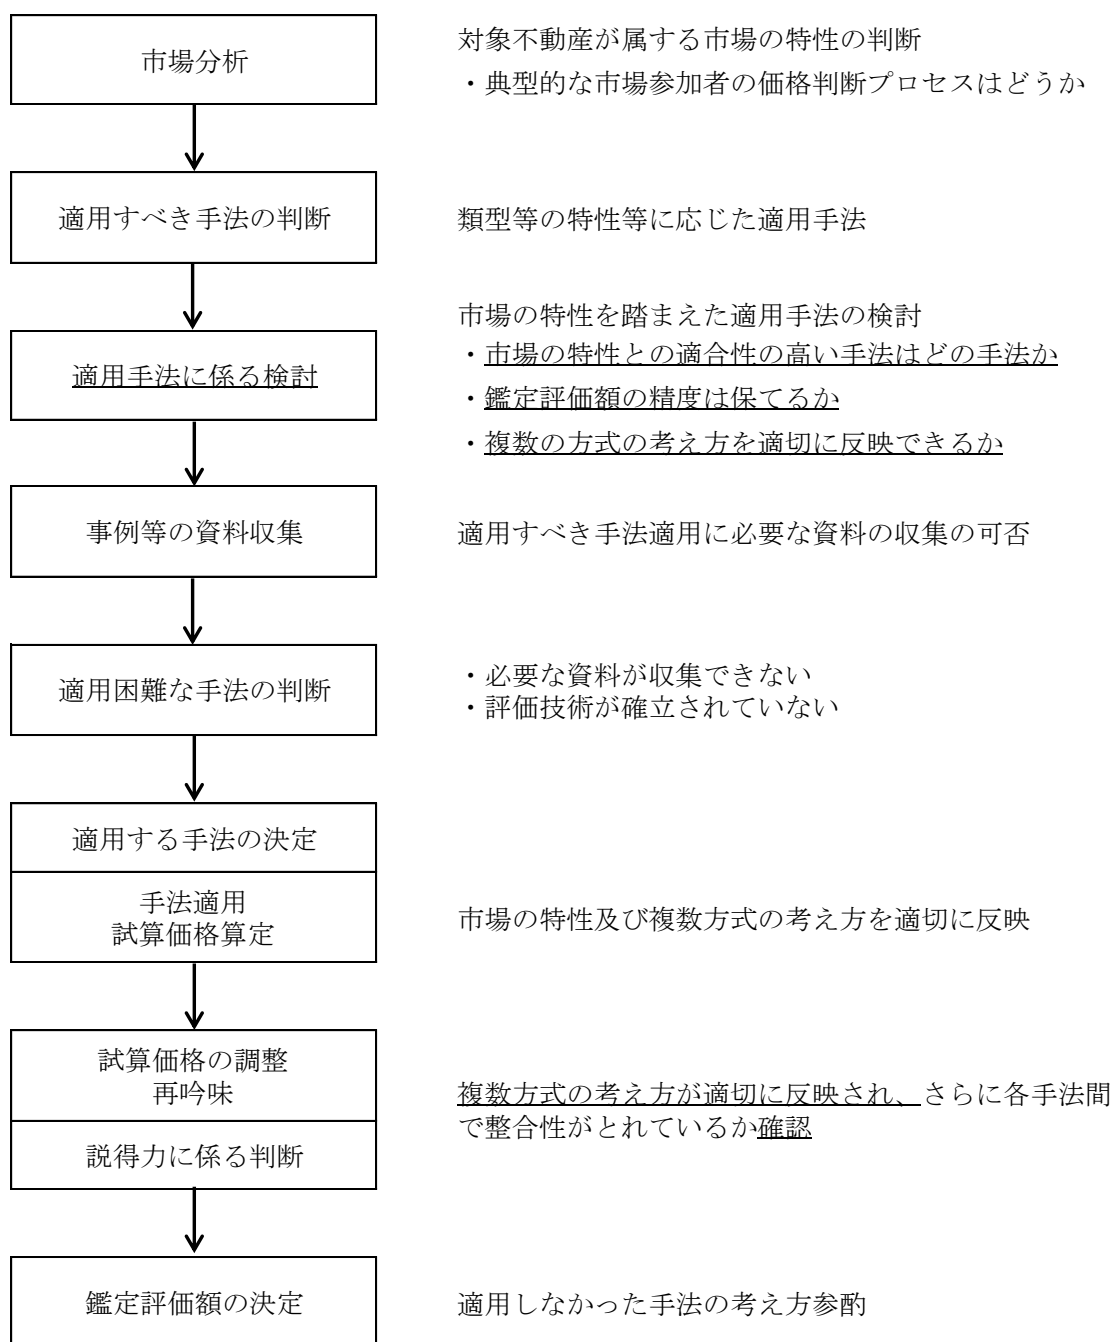 市場分析
対象不動産が属する市場の特性の判断
・典型的な市場参加者の価格判断プロセスはどうか
適用すべき手法の判断
類型等の特性等に応じた適用手法
適用手法に係る検討
市場の特性を踏まえた適用手法の検討
・市場の特性との適合性の高い手法はどの手法か
・鑑定評価額の精度は保てるか
・複数の方式の考え方を適切に反映できるか
事例等の資料収集
適用すべき手法適用に必要な資料の収集の可否
適用困難な手法の判断
・必要な資料が収集できない
・評価技術が確立されていない
適用する手法の決定
手法適用
試算価格算定
市場の特性及び複数方式の考え方を適切に反映
試算価格の調整
再吟味
説得力に係る判断
複数方式の考え方が適切に反映され、さらに各手法間
で整合性がとれているか確認
鑑定評価額の決定
適用しなかった手法の考え方参酌